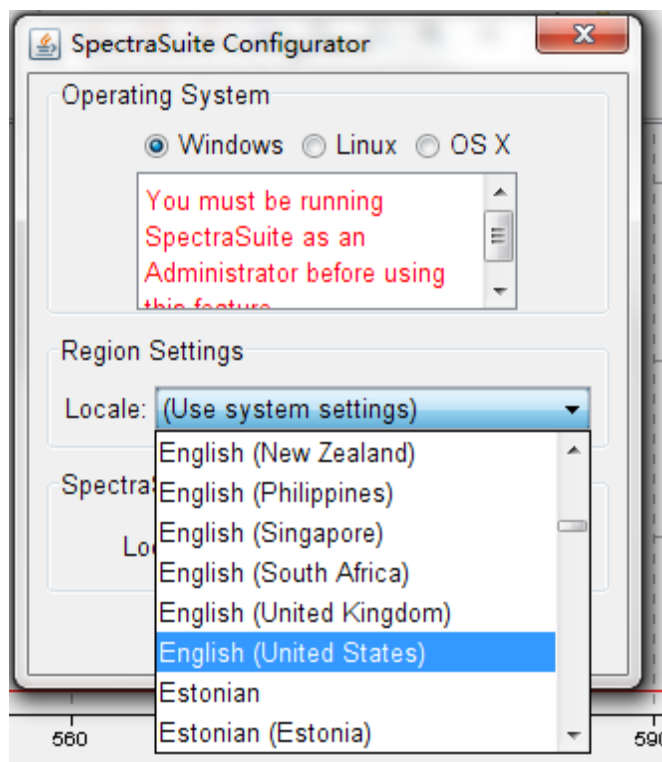 SpectraSuite Configurator
Operating System
Windows Linux OS X
You must be running
SpectraSuite as an
Administrator before using
this feature
Region Settings
Locale: (Use system settings)
English (New Zealand)
English (Philippines)
English (Singapore)
English (South Africa)
English (United Kingdom)
English (United States)
Estonian
Estonian (Estonia)
560
590